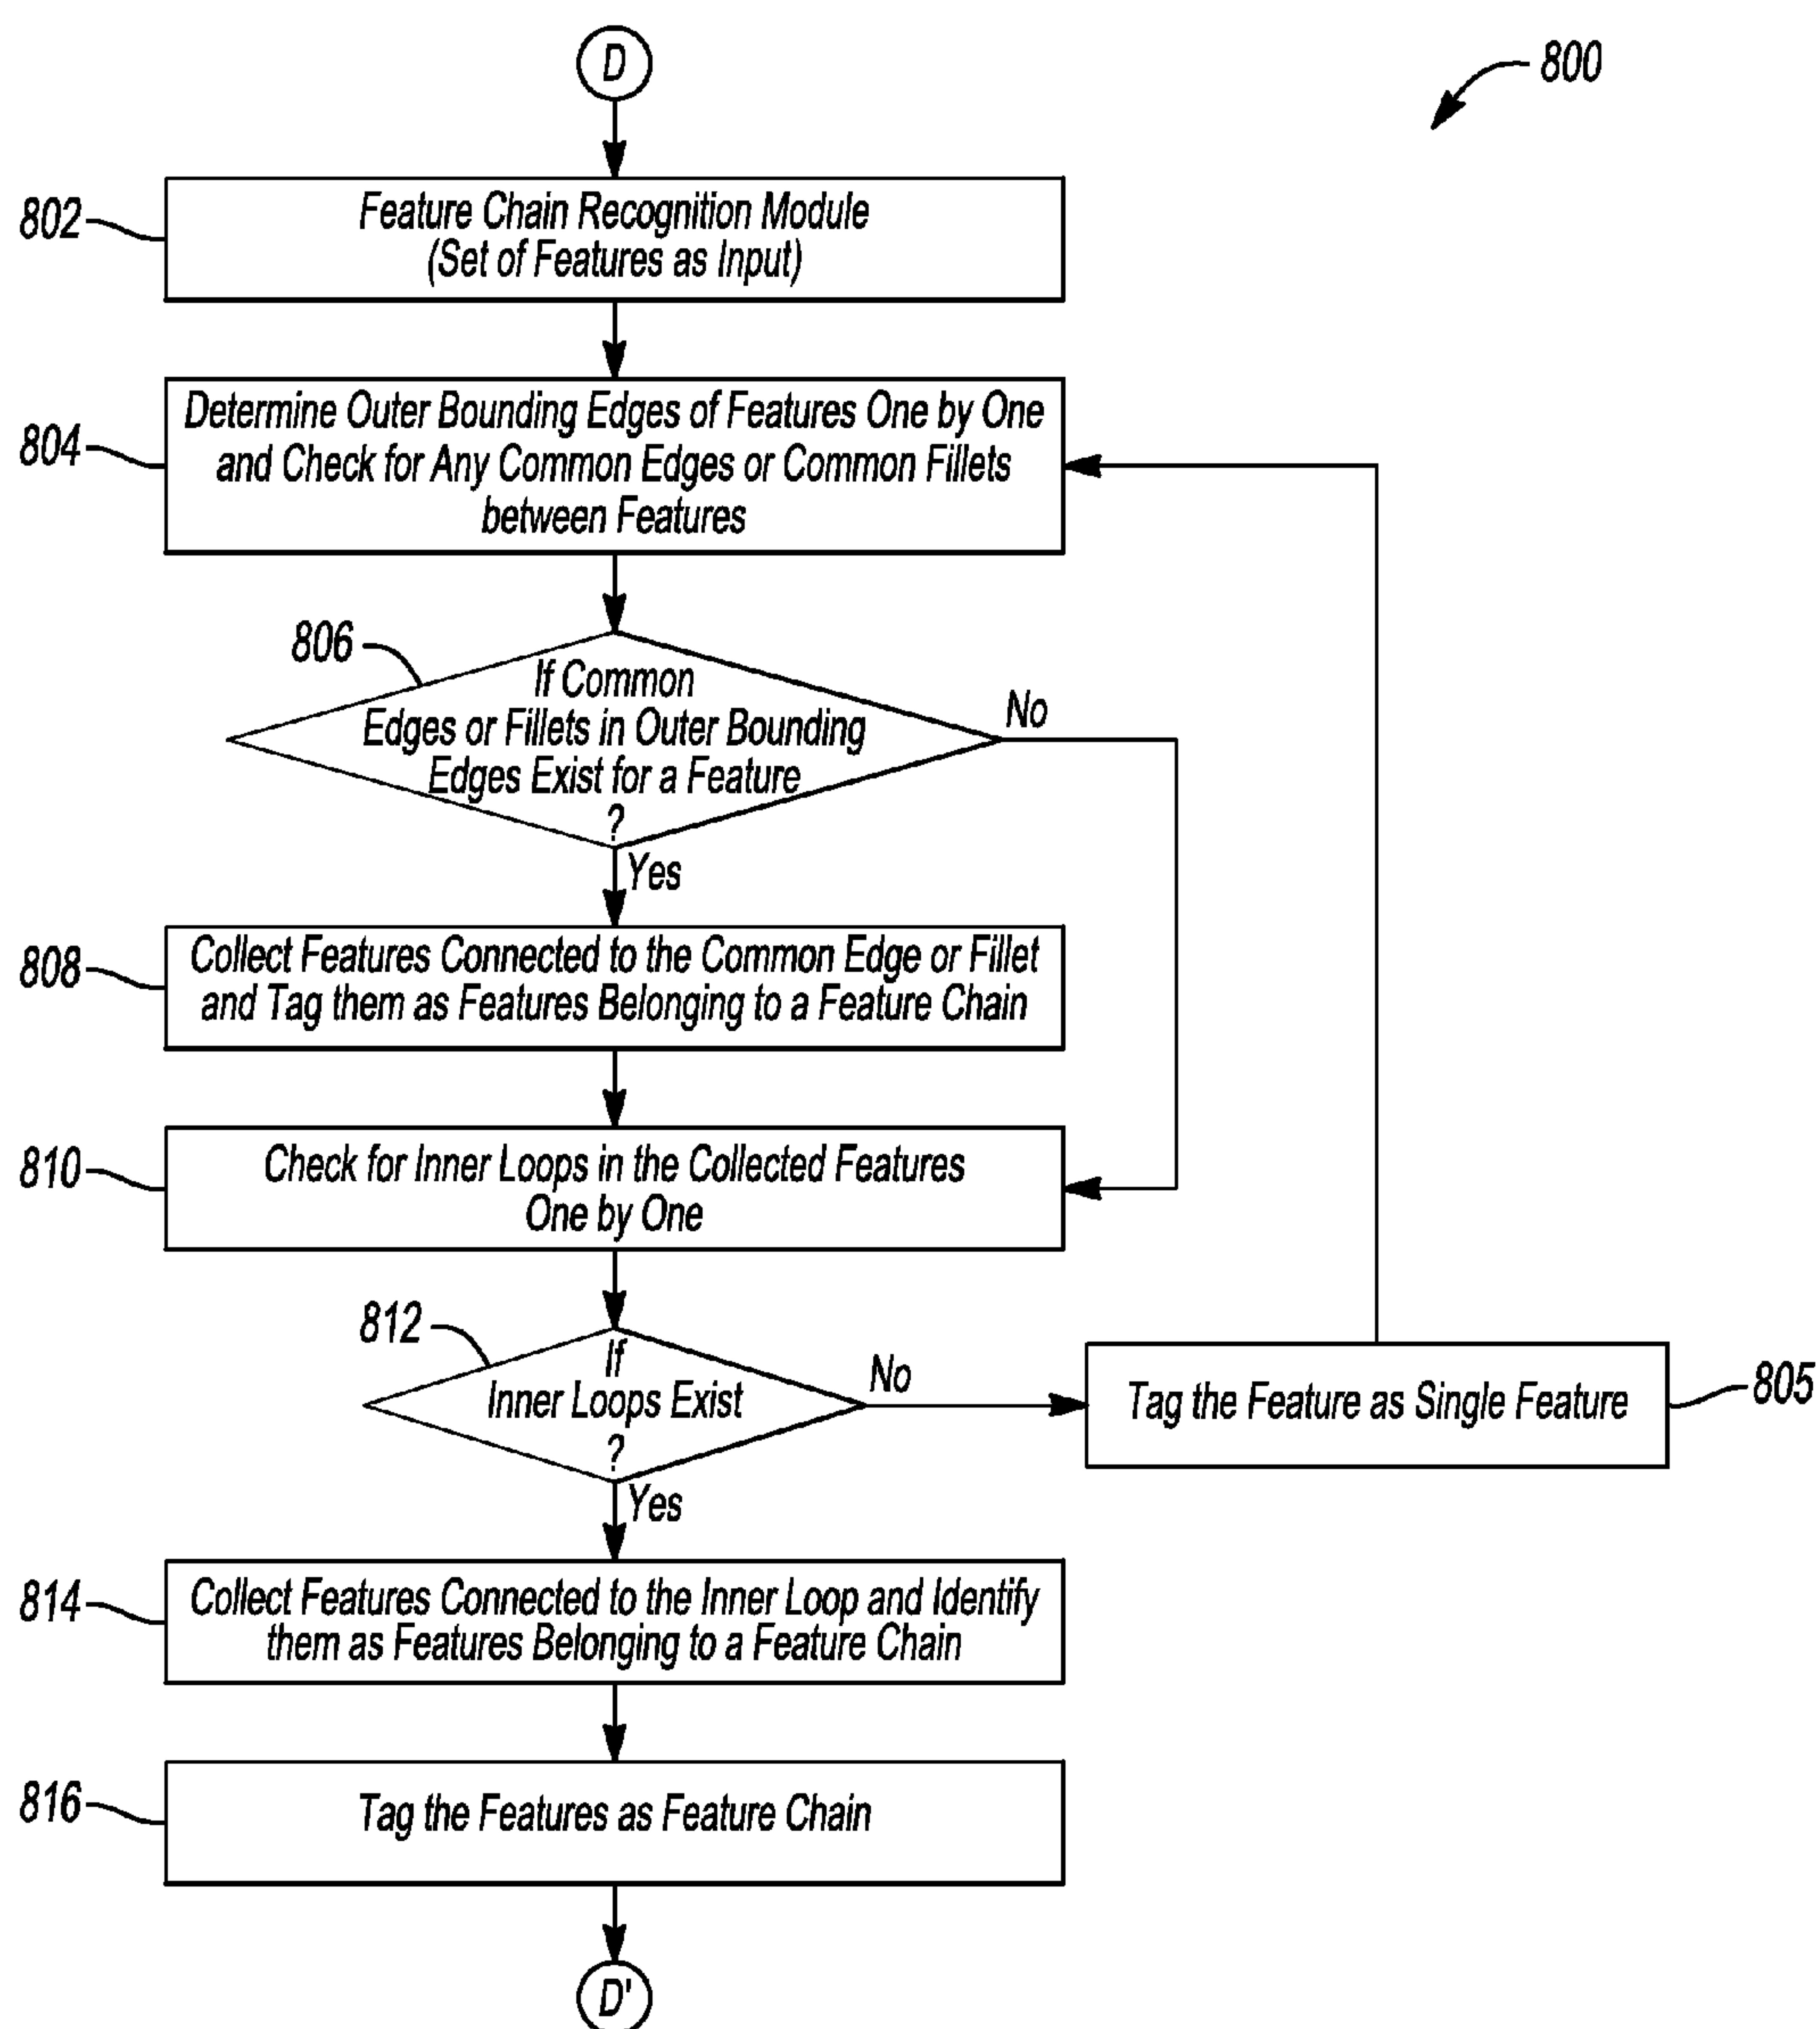 D
800
802
Feature Chain Recognition Module
(Set of Features as Input)
804
Determine Outer Bounding Edges of Features One by One
and Check for Any Common Edges or Common Fillets
between Features
806
If Common
Edges or Fillets in Outer Bounding
Edges Exist for a Feature
?
No
Yes
808
Collect Features Connected to the Common Edge or Fillet
and Tag them as Features Belonging to a Feature Chain
810
Check for Inner Loops in the Collected Features
One by One
812
If
Inner Loops Exist
?
No
Yes
Tag the Feature as Single Feature
805
814
Collect Features Connected to the Inner Loop and Identify
them as Features Belonging to a Feature Chain
816
Tag the Features as Feature Chain
D'